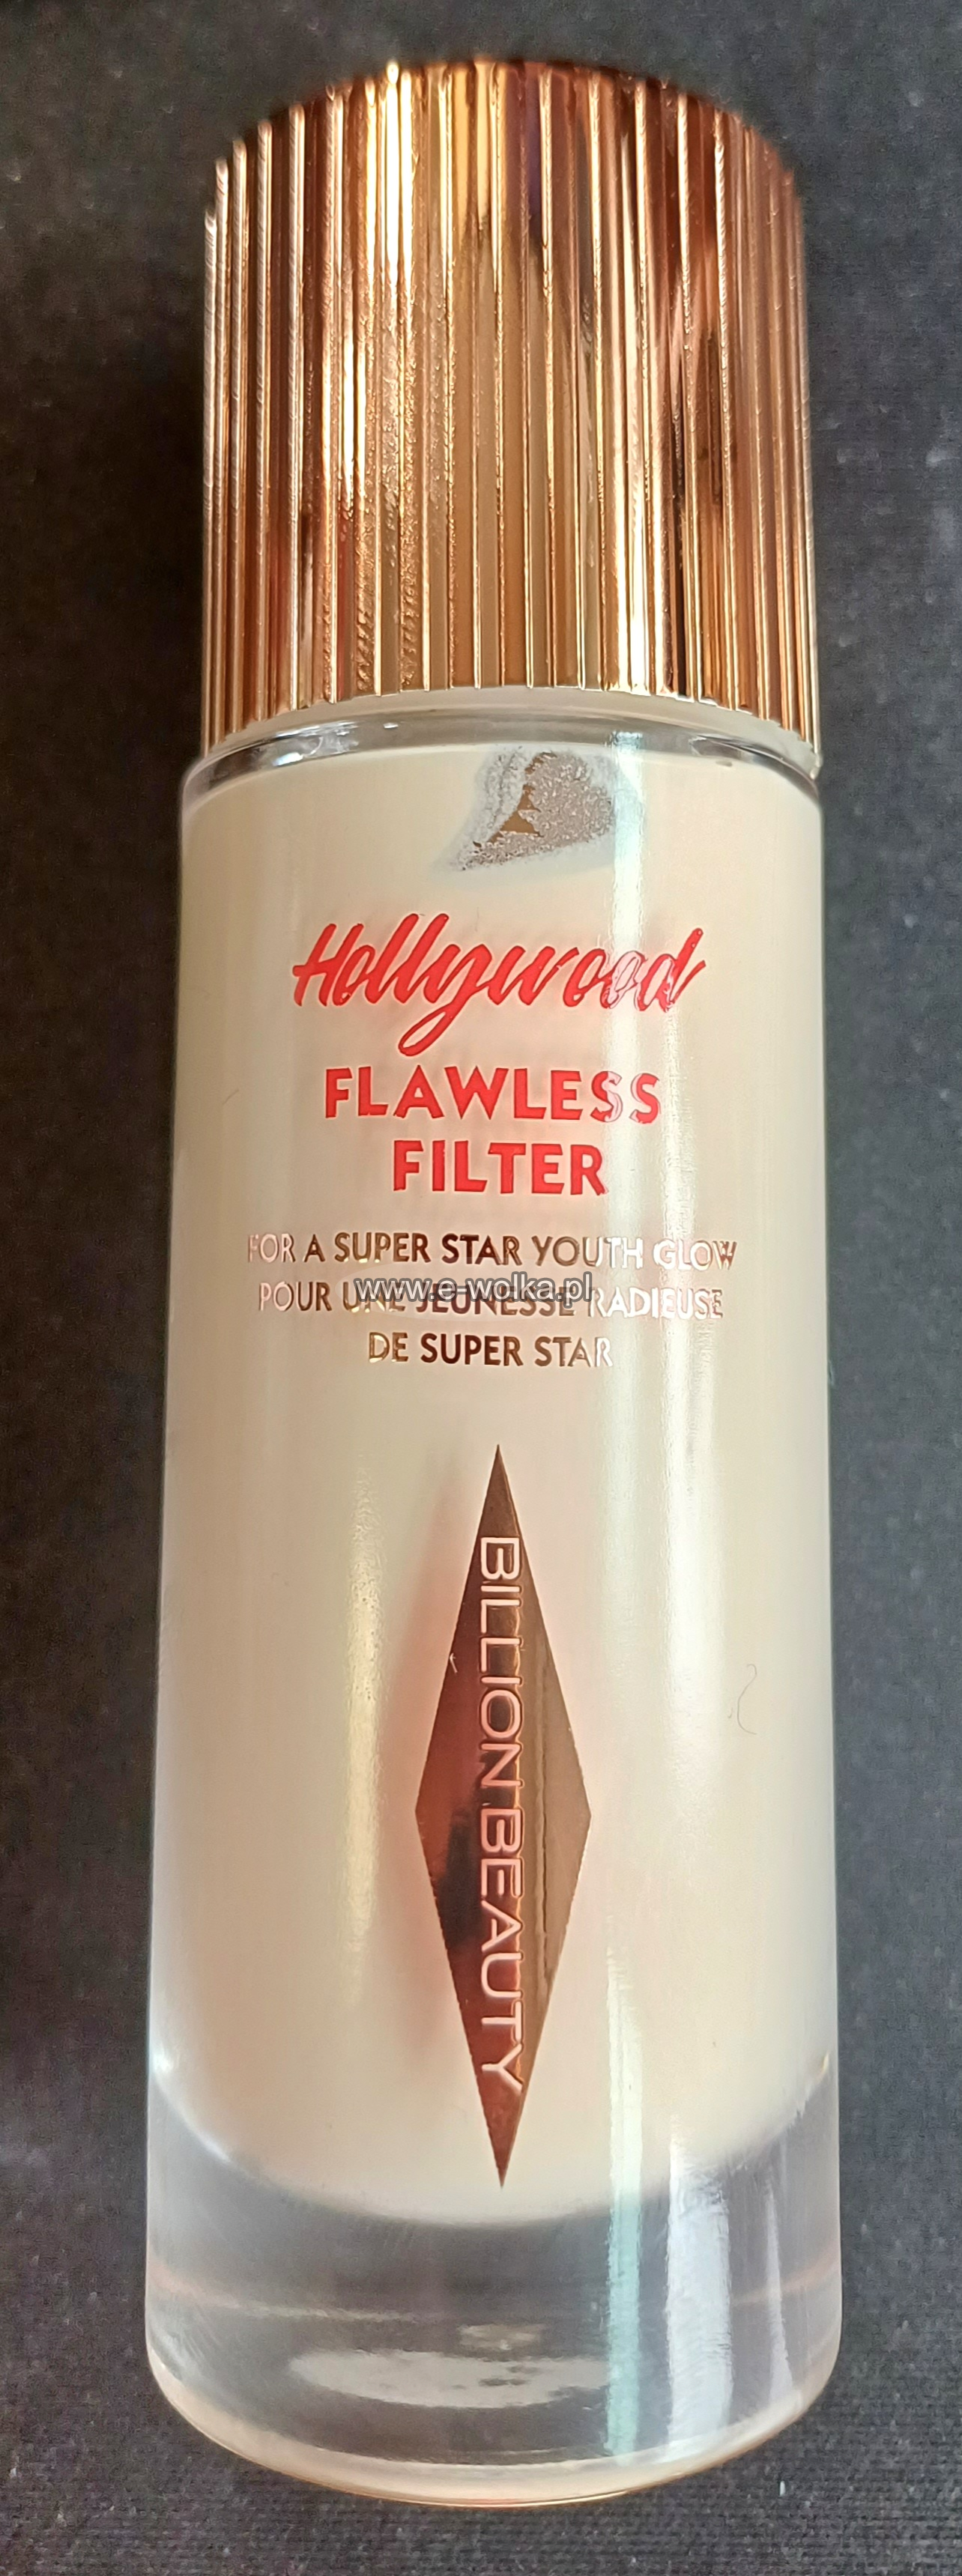 Hollywood
FLAWLESS
FILTER
FOR A SUPER STAR YOUTH GLOW
POUR UNE JEUNESSE RADIEUSE
www.e-wolka.pl
DE SUPER STAR
BILLION BEAUTY